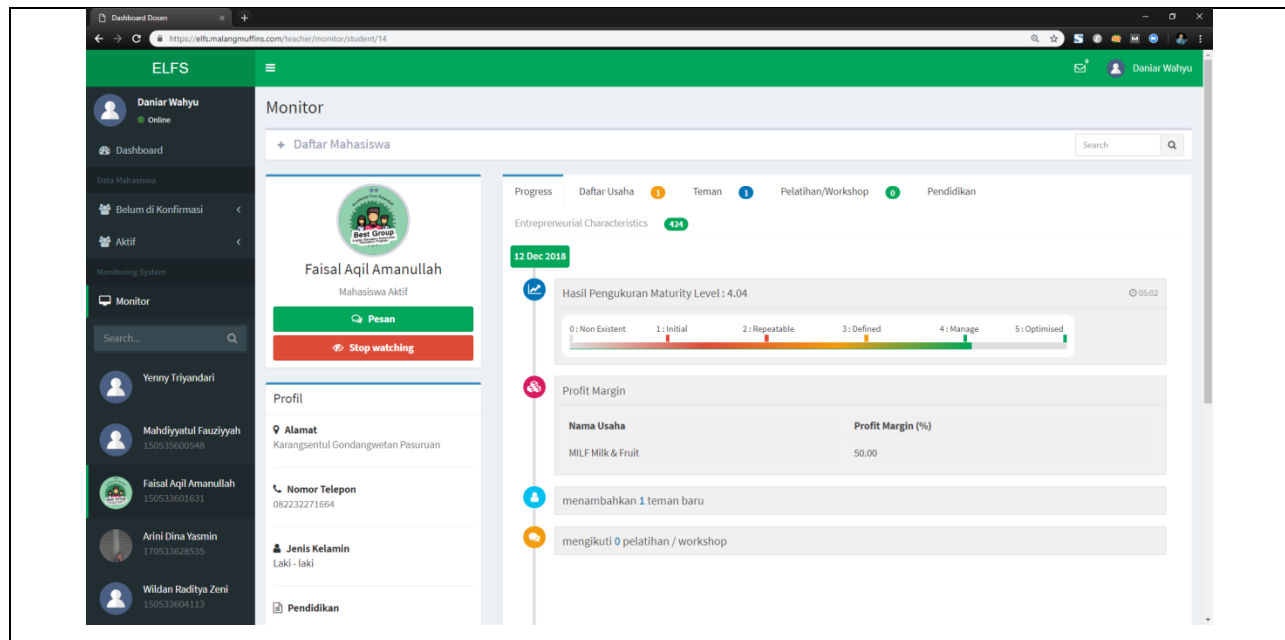 Dashboard Dosen
https://elfs.malangmuffins.com/teacher/monitor/student/14
ELFS
Daniar Wahyu
Daniar Wahyu
Online
Dashboard
Data Mahasiswa
Belum di Konfirmasi
Aktif
Monitoring System
Monitor
Search...
Yenny Triyandari
Mahdiyyatul Fauziyyah
150535600548
Faisal Aqil Amanullah
150533601631
Arini Dina Yasmin
170533628535
Wildan Raditya Zeni
150533604113
Monitor
+ Daftar Mahasiswa
Search
Best Group
Faisal Aqil Amanullah
Mahasiswa Aktif
Pesan
Stop watching
Profil
Alamat
Karangsentul Gondangwetan Pasuruan
Nomor Telepon
082232271664
Jenis Kelamin
Laki - laki
Pendidikan
Progress Daftar Usaha 1 Teman 1 Pelatihan/Workshop 0 Pendidikan
Entrepreneurial Characteristics 424
12 Dec 2018
Hasil Pengukuran Maturity Level : 4.04 05:02
0 : Non Existent 1 : Initial 2 : Repeatable 3 : Defined 4 : Manage 5 : Optimised
Profit Margin
Nama Usaha Profit Margin (%)
MILF Milk & Fruit 50.00
menambahkan 1 teman baru
mengikuti 0 pelatihan / workshop